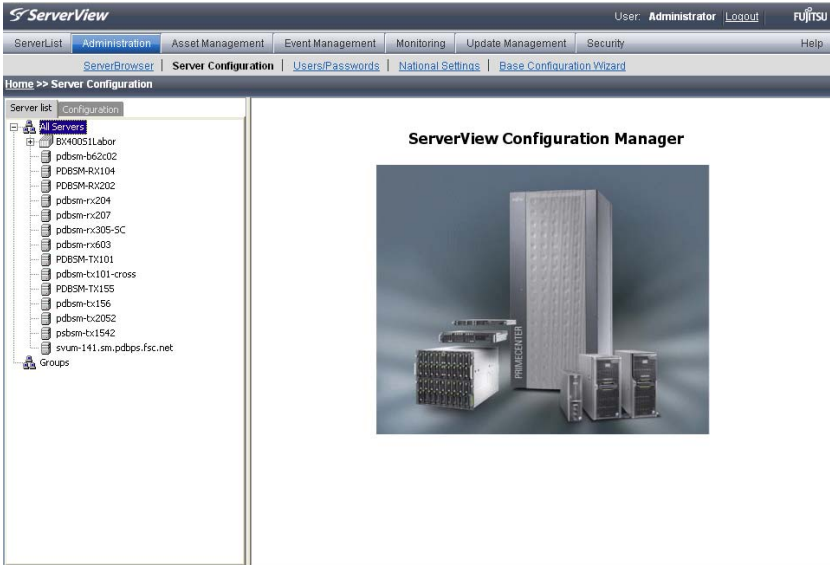 ServerView
User: Administrator Logout FUJITSU
ServerList Administration Asset Management Event Management Monitoring Update Management Security Help
ServerBrowser | Server Configuration | Users/Passwords | National Settings | Base Configuration Wizard
Home >> Server Configuration
Server list Configuration
All Servers
BX40051Labor
pdbsm-b62c02
PDBSM-RX104
PDBSM-RX202
pdbsm-rx204
pdbsm-rx207
pdbsm-rx305-SC
pdbsm-rx603
PDBSM-TX101
pdbsm-tx101-cross
PDBSM-TX155
pdbsm-tx156
pdbsm-tx2052
psbsm-tx1542
svum-141.sm.pdbps.fsc.net
Groups
ServerView Configuration Manager
PRIMECENTER